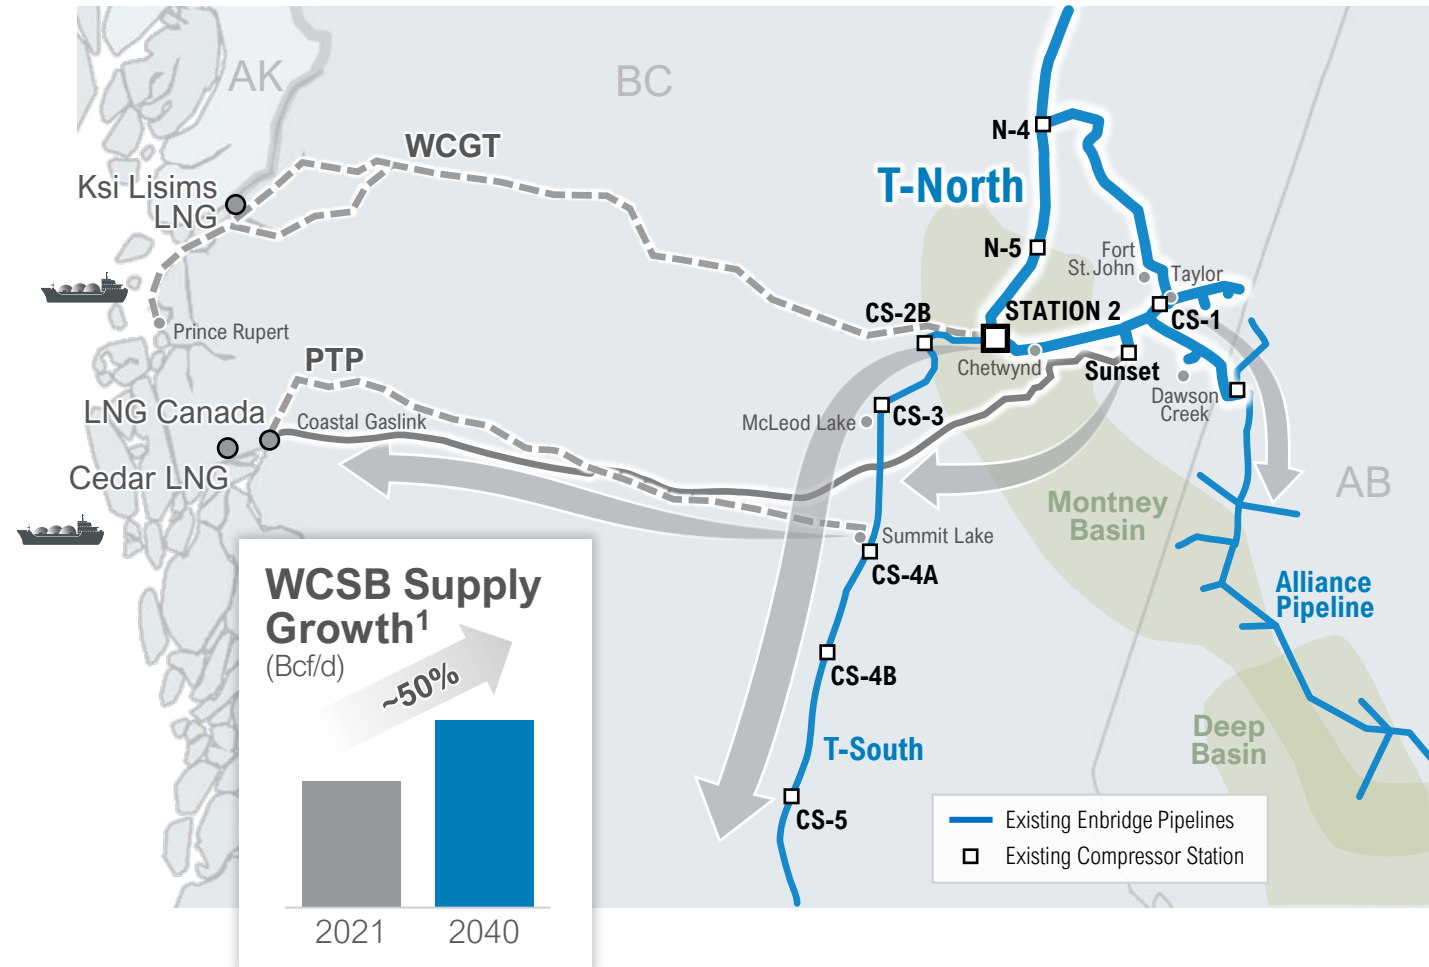 AK
BC
WCGT
N-4
Ksi Lisims
LNG
T-North
N-5
Fort
St. John
Taylor
CS-2B
STATION 2
CS-1
Prince Rupert
PTP
Chetwynd
Sunset
Dawson
Creek
LNG Canada
Coastal Gaslink
McLeod Lake
CS-3
Cedar LNG
AB
Montney
Basin
Summit Lake
CS-4A
Alliance
Pipeline
WCSB Supply
Growth1
(Bcf/d)
~50%
CS-4B
T-South
Deep
Basin
CS-5
Existing Enbridge Pipelines
Existing Compressor Station
2021
2040